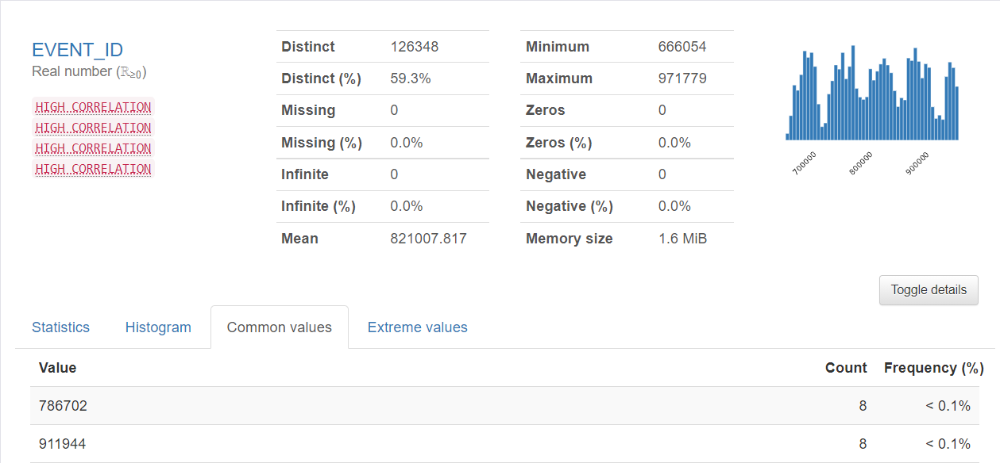 EVENT_ID
Real number (ℝ≥0)
HIGH CORRELATION
HIGH CORRELATION
HIGH CORRELATION
HIGH CORRELATION
Distinct 126348
Distinct (%) 59.3%
Missing 0
Missing (%) 0.0%
Infinite 0
Infinite (%) 0.0%
Mean 821007.817
Minimum 666054
Maximum 971779
Zeros 0
Zeros (%) 0.0%
Negative 0
Negative (%) 0.0%
Memory size 1.6 MiB
700000 800000 900000
Toggle details
Statistics Histogram Common values Extreme values
Value Count Frequency (%)
786702 8 < 0.1%
911944 8 < 0.1%